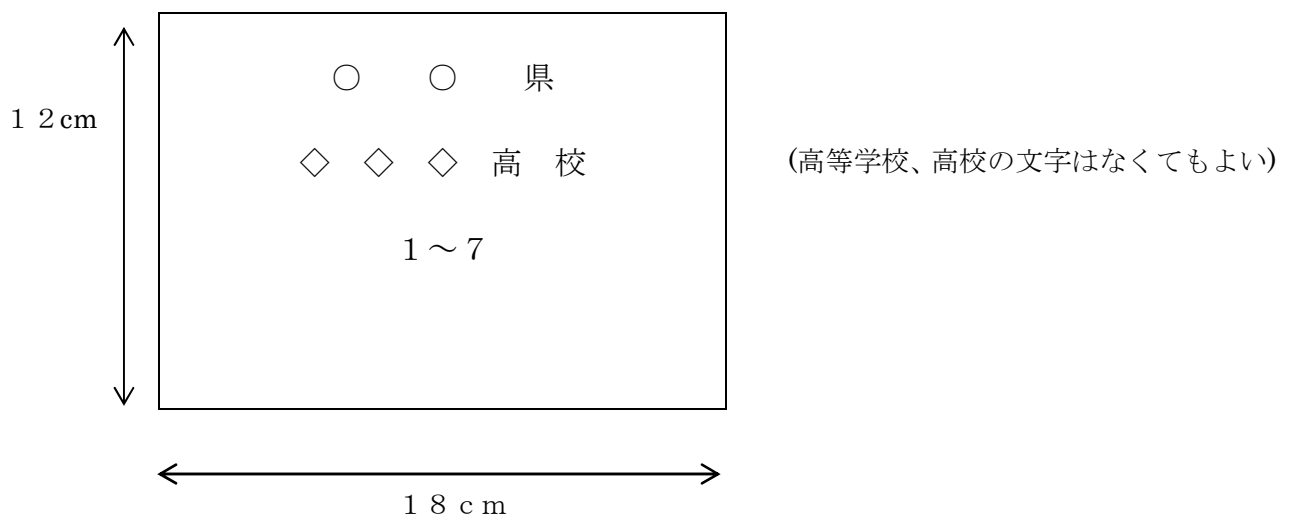 ○ ○ 県
12cm
◇ ◇ ◇ 高 校
(高等学校、高校の文字はなくてもよい)
1～7
18cm